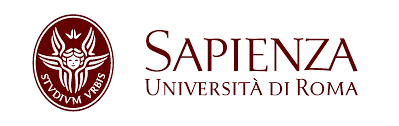 STVDIVM VRBIS
SAPIENZA
UNIVERSITÀ DI ROMA